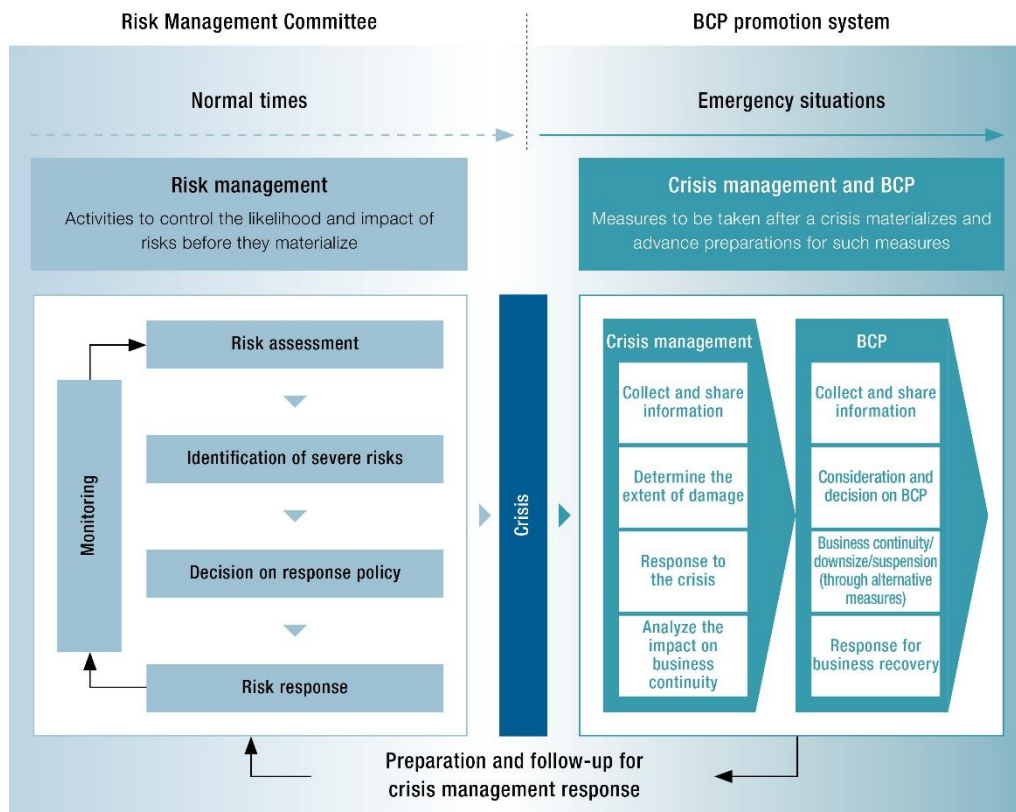 Risk Management Committee
BCP promotion system
Normal times
Emergency situations
Risk management
Activities to control the likelihood and impact of
risks before they materialize
Crisis management and BCP
Measures to be taken after a crisis materializes and
advance preparations for such measures
Monitoring
Risk assessment
Identification of severe risks
Decision on response policy
Risk response
Crisis
Crisis management
Collect and share
information
Determine the
extent of damage
Response to
the crisis
Analyze the
impact on
business
continuity
BCP
Collect and share
information
Consideration and
decision on BCP
Business continuity/
downsize/suspension
(through alternative
measures)
Response for
business recovery
Preparation and follow-up for
crisis management response